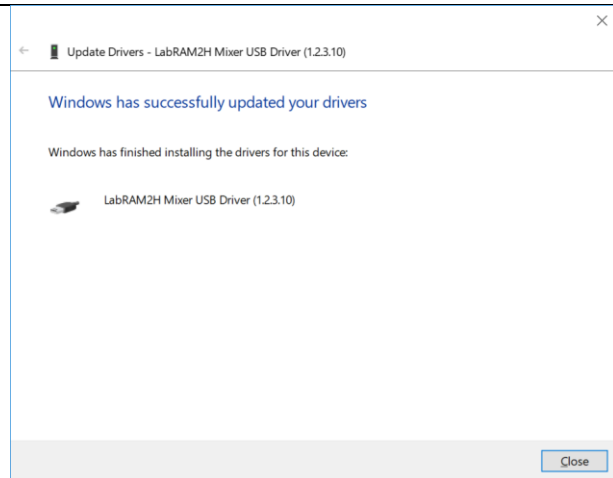 Update Drivers - LabRAM2H Mixer USB Driver (1.2.3.10)
Windows has successfully updated your drivers
Windows has finished installing the drivers for this device:
LabRAM2H Mixer USB Driver (1.2.3.10)
Close